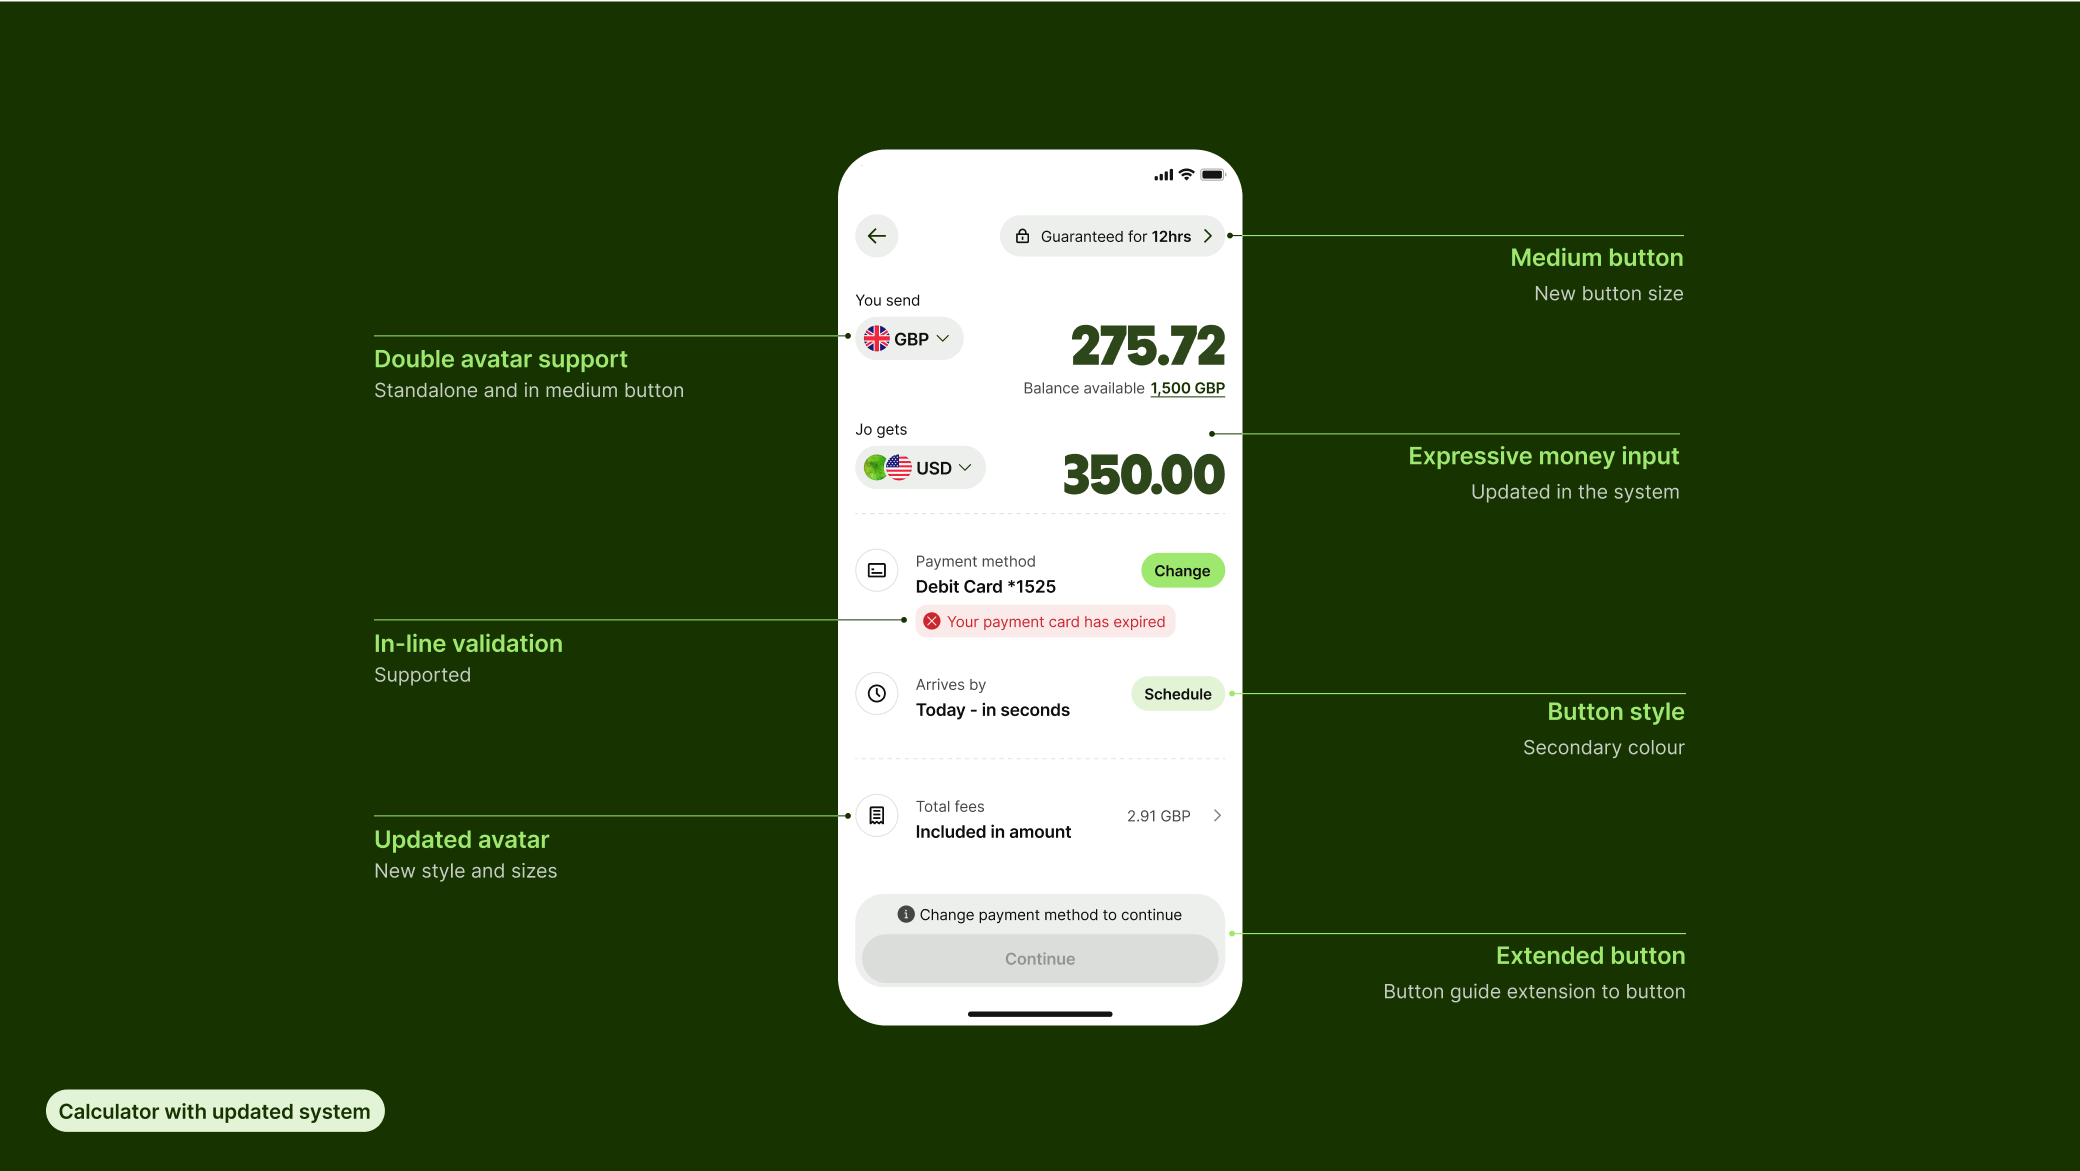 Guaranteed for 12hrs
Medium button
New button size
You send
GBP
275.72
Balance available 1,500 GBP
Double avatar support
Standalone and in medium button
Jo gets
USD
350.00
Expressive money input
Updated in the system
Payment method
Debit Card *1525
Change
Your payment card has expired
In-line validation
Supported
Arrives by
Today - in seconds
Schedule
Button style
Secondary colour
Total fees
Included in amount
2.91 GBP
Updated avatar
New style and sizes
Change payment method to continue
Continue
Extended button
Button guide extension to button
Calculator with updated system